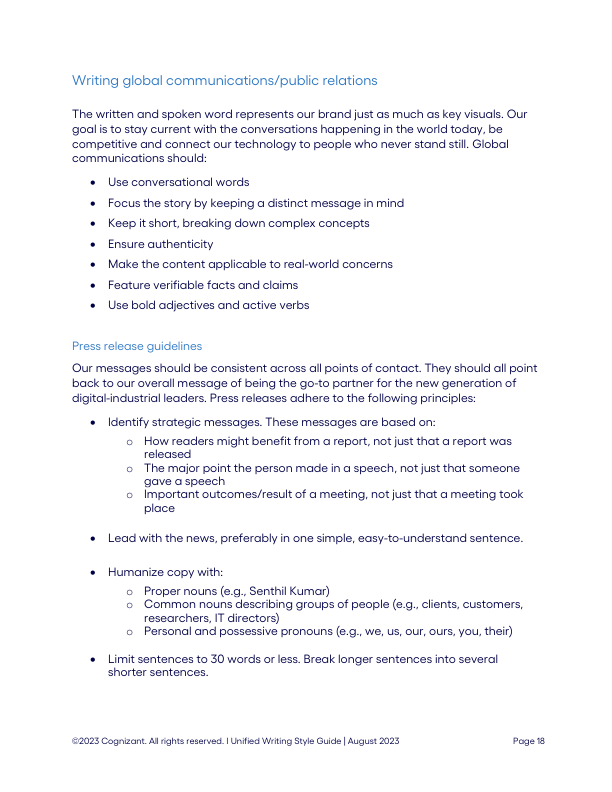 Writing global communications/public relations
The written and spoken word represents our brand just as much as key visuals. Our
goal is to stay current with the conversations happening in the world today, be
competitive and connect our technology to people who never stand still. Global
communications should:
• Use conversational words
• Focus the story by keeping a distinct message in mind
• Keep it short, breaking down complex concepts
• Ensure authenticity
• Make the content applicable to real-world concerns
• Feature verifiable facts and claims
• Use bold adjectives and active verbs
Press release guidelines
Our messages should be consistent across all points of contact. They should all point
back to our overall message of being the go-to partner for the new generation of
digital-industrial leaders. Press releases adhere to the following principles:
• Identify strategic messages. These messages are based on:
o How readers might benefit from a report, not just that a report was
released
o The major point the person made in a speech, not just that someone
gave a speech
o Important outcomes/result of a meeting, not just that a meeting took
place
• Lead with the news, preferably in one simple, easy-to-understand sentence.
• Humanize copy with:
o Proper nouns (e.g., Senthil Kumar)
o Common nouns describing groups of people (e.g., clients, customers,
researchers, IT directors)
o Personal and possessive pronouns (e.g., we, us, our, ours, you, their)
• Limit sentences to 30 words or less. Break longer sentences into several
shorter sentences.
©2023 Cognizant. All rights reserved. I Unified Writing Style Guide | August 2023 Page 18